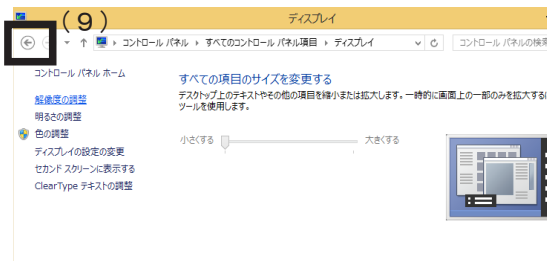 (9)
ディスプレイ
コントロール パネル ▸ すべてのコントロール パネル項目 ▸ ディスプレイ
コントロール パネルの検索
コントロール パネル ホーム
解像度の調整
明るさの調整
色の調整
ディスプレイの設定の変更
セカンド スクリーンに表示する
ClearType テキストの調整
すべての項目のサイズを変更する
デスクトップ上のテキストやその他の項目を縮小または拡大します。一時的に画面上の一部のみを拡大する
ツールを使用します。
小さくする
大きくする